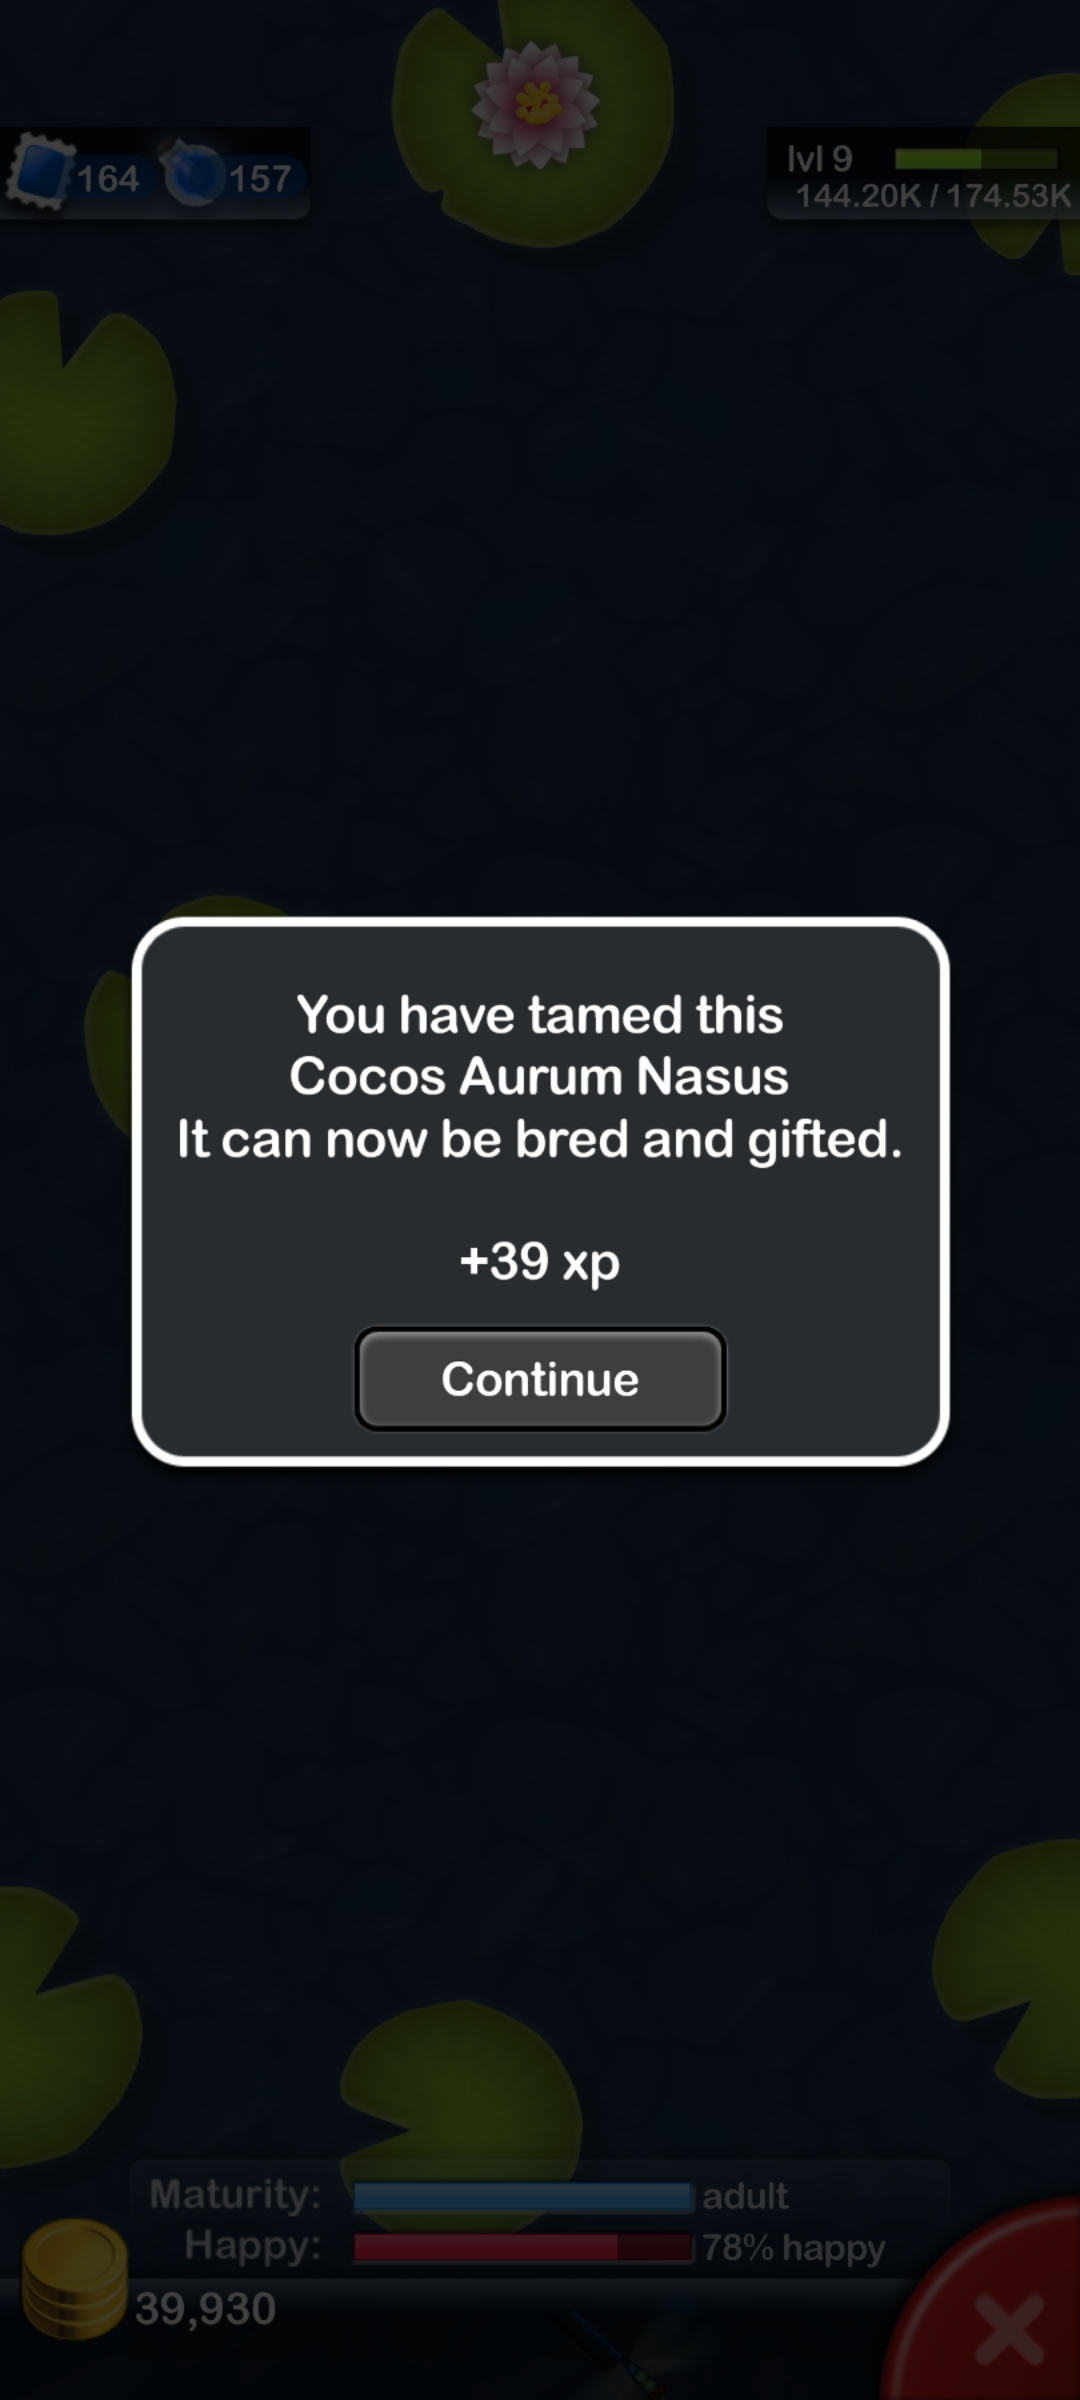 164
157
lvl 9
144.20K / 174.53K
You have tamed this
Cocos Aurum Nasus
It can now be bred and gifted.
+39 xp
Continue
Maturity: adult
Happy: 78% happy
39,930